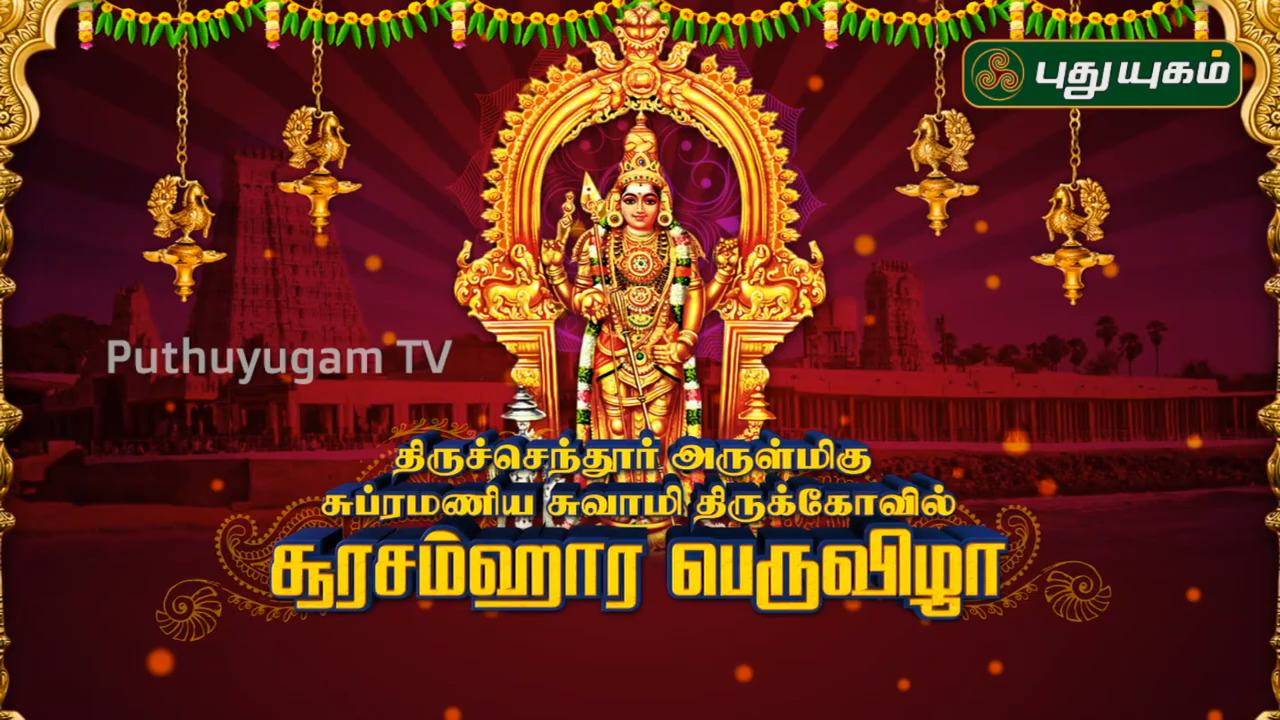 புதுயுகம்
Puthuyugam TV
திருச்செந்தூர் அருள்மிகு
சுப்ரமணிய சுவாமி திருக்கோவில்
சூரசம்ஹார பெருவிழா